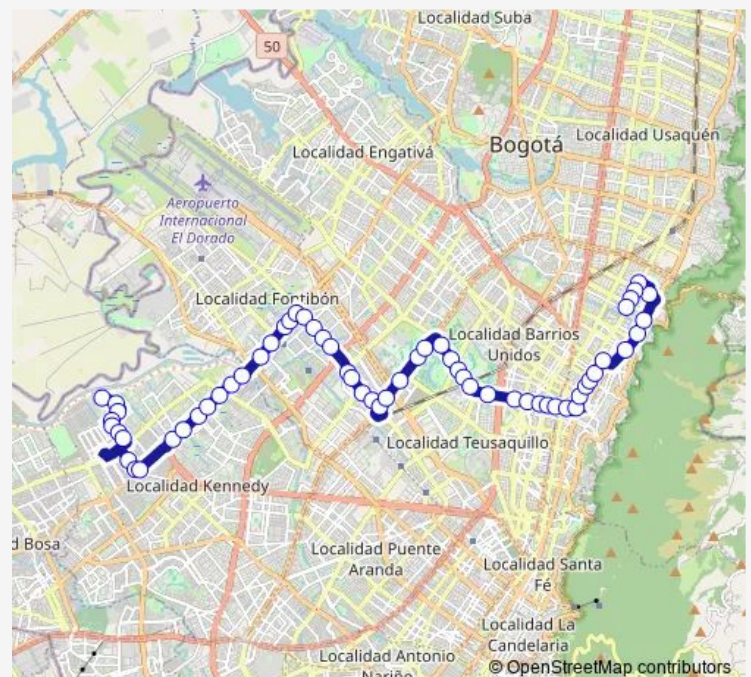 Localidad Suba
50
Localidad Usaquén
Bogotá
Localidad Engativá
Aeropuerto
Internacional
El Dorado
Localidad Fontibón
Localidad Barrios
Unidos
Localidad Teusaquillo
Localidad Kennedy
d Bosa
Localidad Puente
Aranda
Localidad Santa
Fé
Localidad La
Candelaria
Localidad Antonio
Nariño
© OpenStreetMap contributors